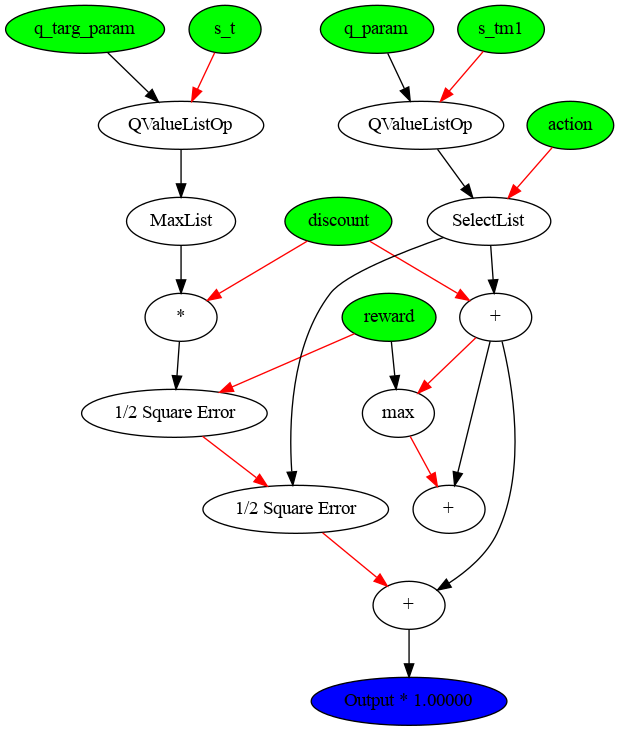 q_targ_param s_t q_param s_tm1
QValueListOp QValueListOp action
MaxList discount SelectList
* reward +
1/2 Square Error max
1/2 Square Error +
+
Output * 1.00000